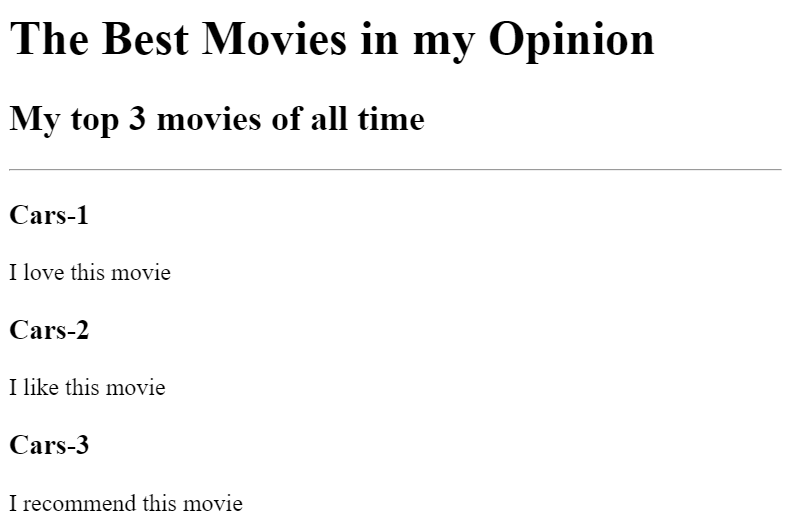 The Best Movies in my Opinion
My top 3 movies of all time
Cars-1
I love this movie
Cars-2
I like this movie
Cars-3
I recommend this movie